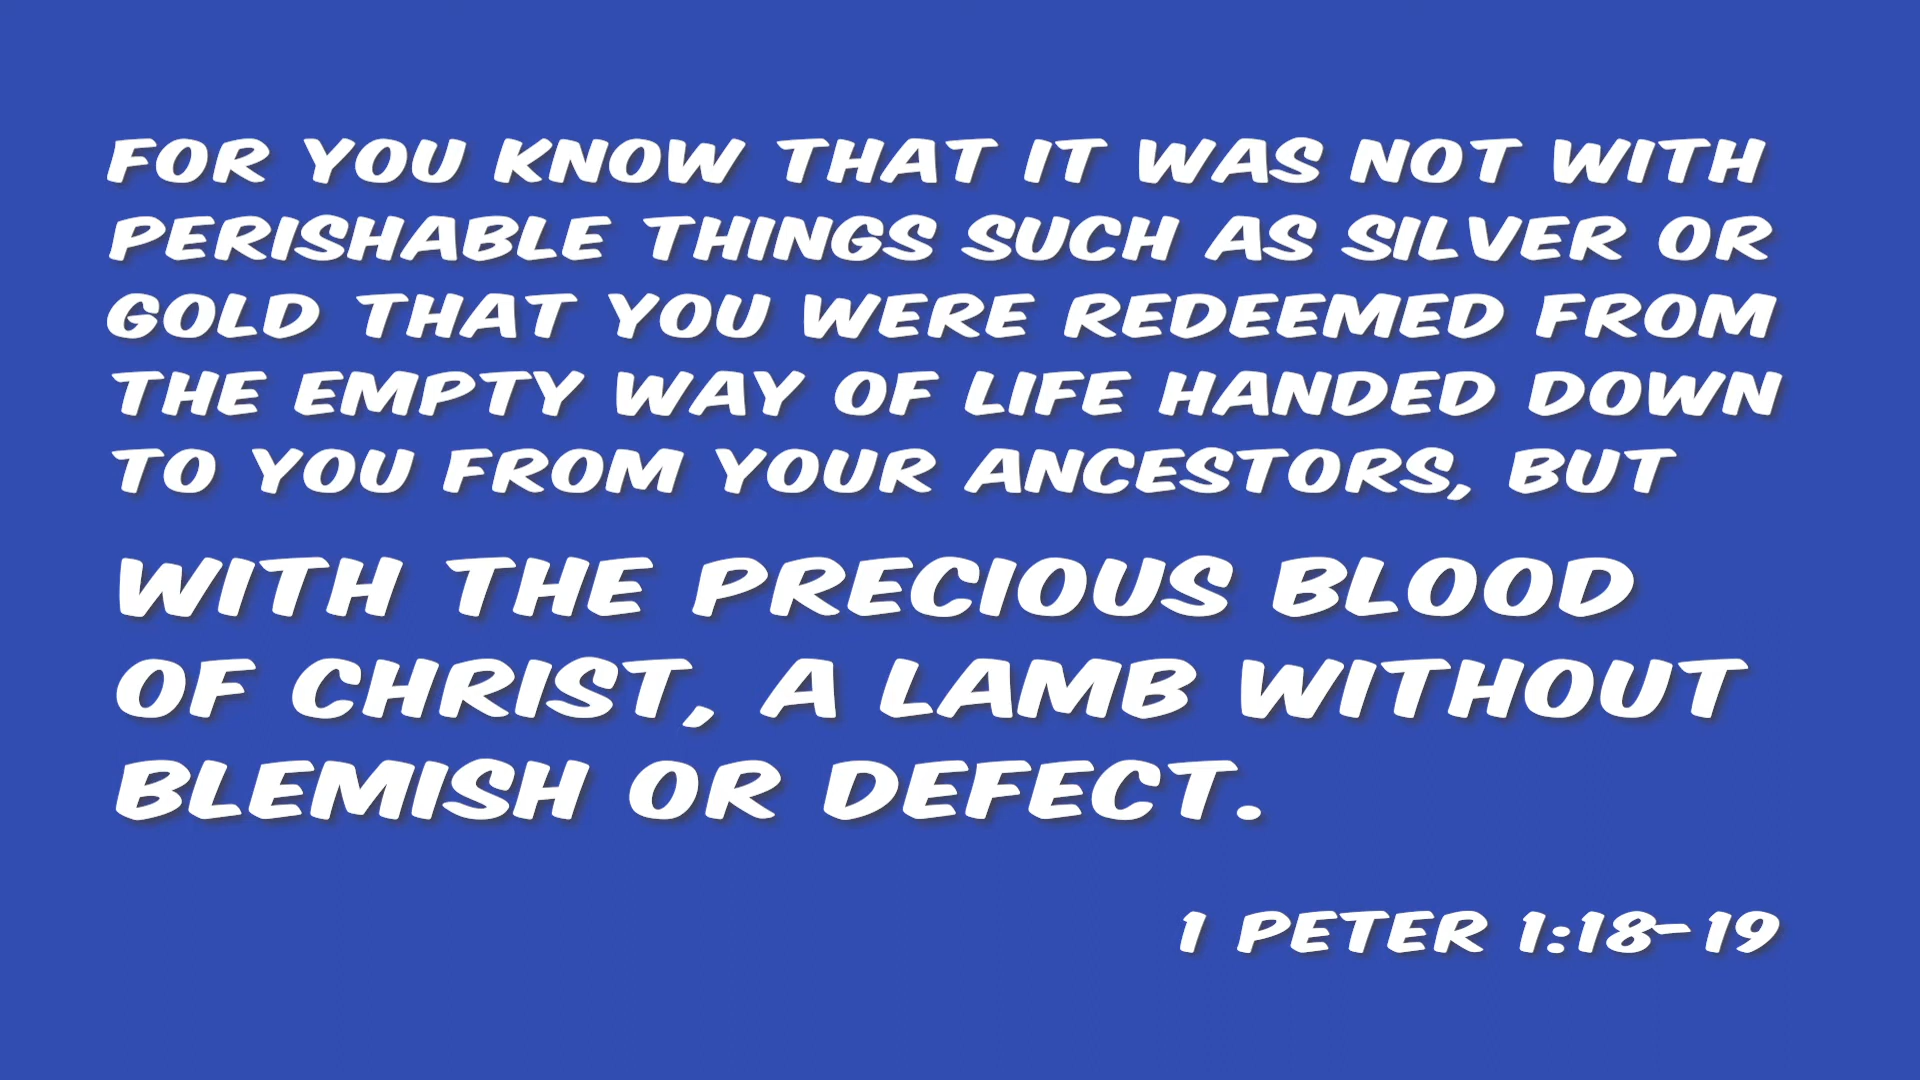 FOR YOU KNOW THAT IT WAS NOT WITH
PERISHABLE THINGS SUCH AS SILVER OR
GOLD THAT YOU WERE REDEEMED FROM
THE EMPTY WAY OF LIFE HANDED DOWN
TO YOU FROM YOUR ANCESTORS, BUT
WITH THE PRECIOUS BLOOD
OF CHRIST, A LAMB WITHOUT
BLEMISH OR DEFECT.
1 PETER 1:18-19